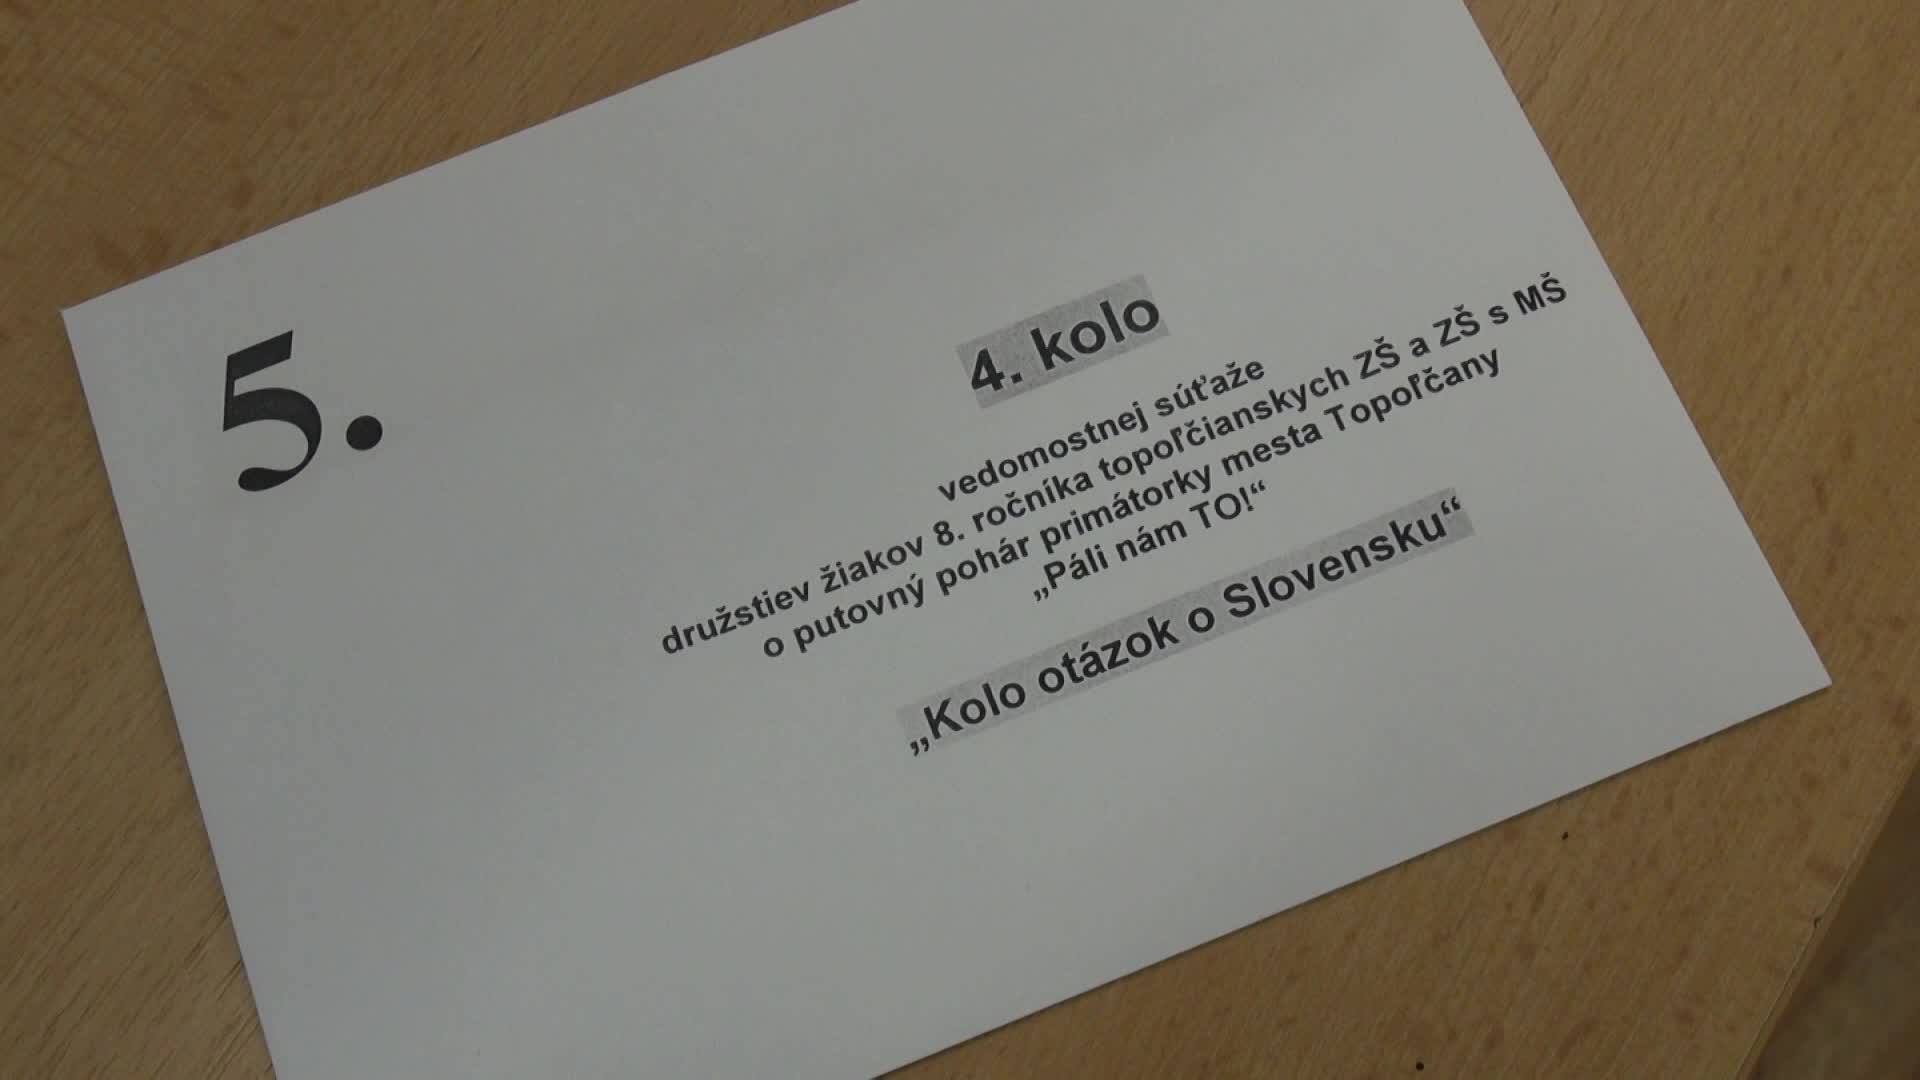 5.
4. kolo
vedomostnej súťaže
družstiev žiakov 8. ročníka topoľčianskych ZŠ a ZŠ s MŠ
o putovný pohár primátorky mesta Topoľčany
„Páli nám TO!“
„Kolo otázok o Slovensku“